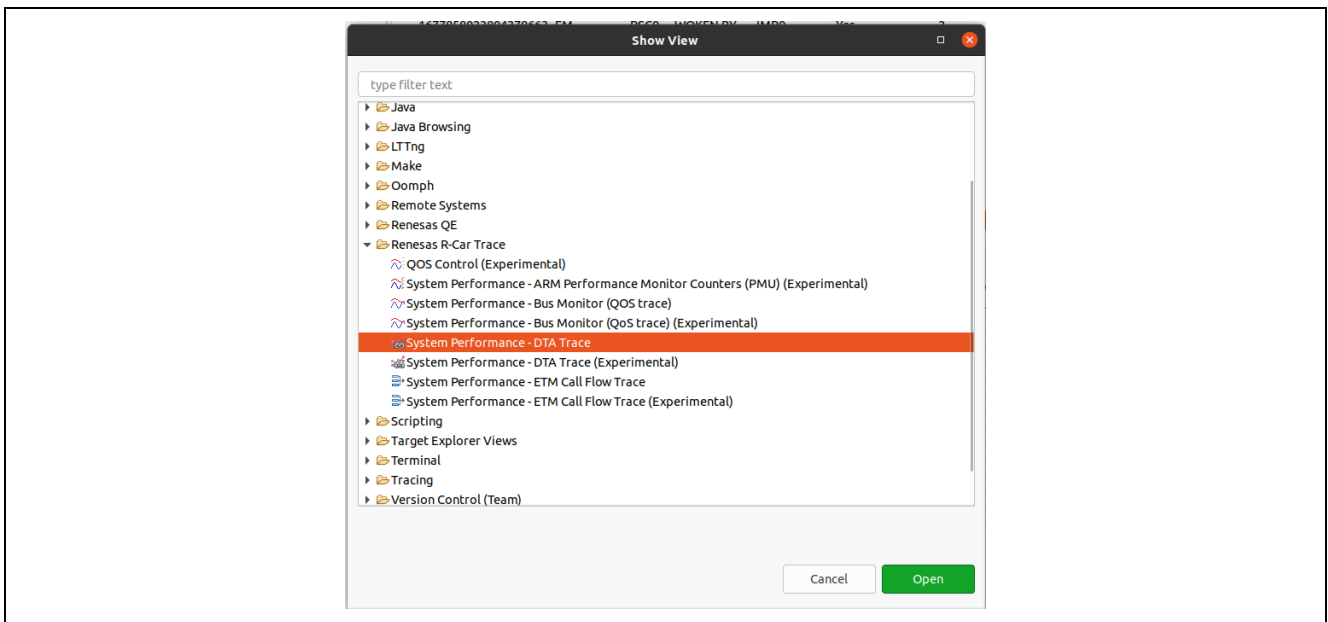 Show View
type filter text
Java
Java Browsing
LTTng
Make
Oomph
Remote Systems
Renesas QE
Renesas R-Car Trace
QOS Control (Experimental)
System Performance - ARM Performance Monitor Counters (PMU) (Experimental)
System Performance - Bus Monitor (QOS trace)
System Performance - Bus Monitor (QoS trace) (Experimental)
System Performance - DTA Trace
System Performance - DTA Trace (Experimental)
System Performance - ETM Call Flow Trace
System Performance - ETM Call Flow Trace (Experimental)
Scripting
Target Explorer Views
Terminal
Tracing
Version Control (Team)
Cancel Open